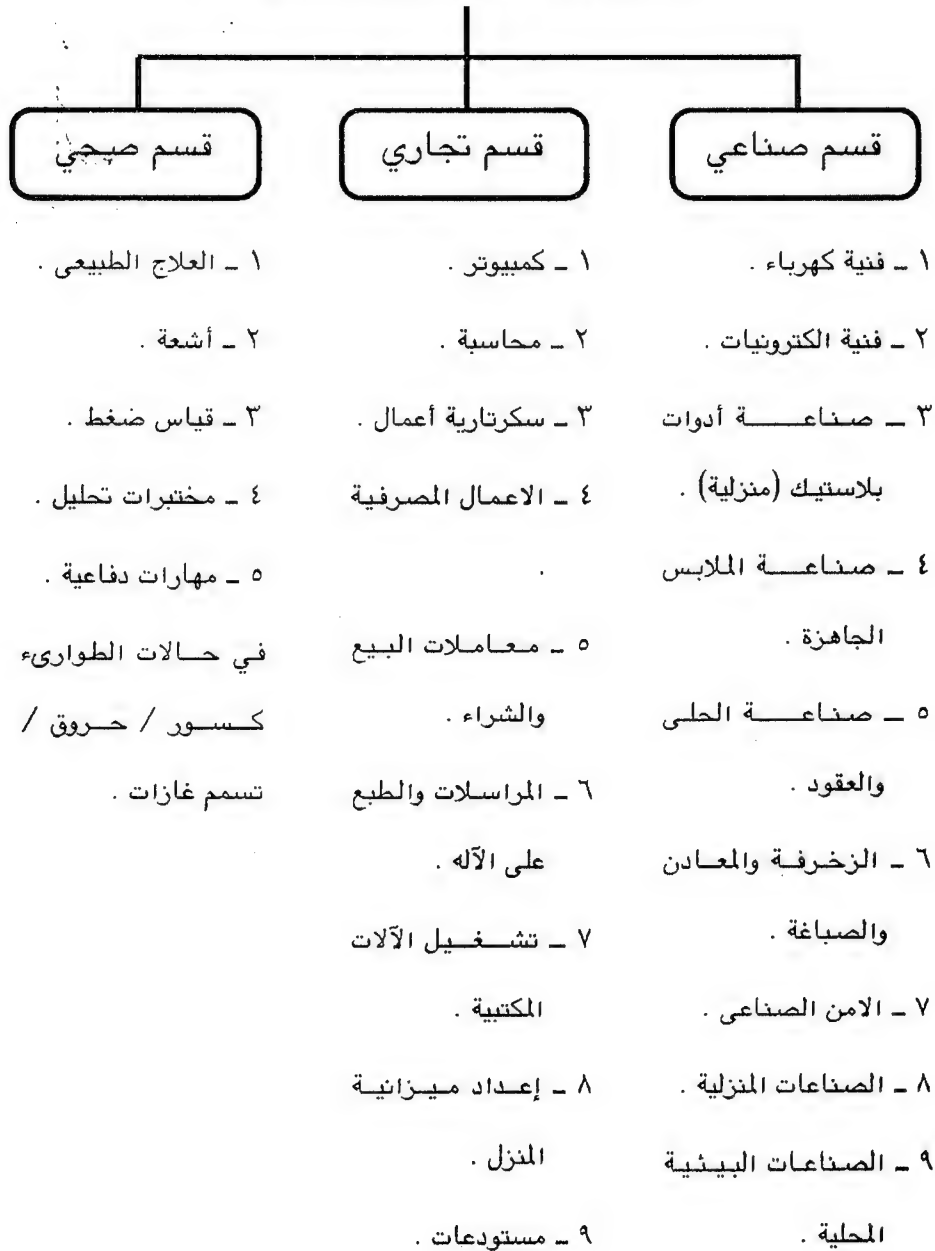 قسم صناعي
١ ـ فنية كهرباء .
٢ ـ فنية الكترونيات .
٣ ـ صناعة أدوات
بلاستيك (منزلية) .
٤ ـ صناعة الملابس
الجاهزة .
٥ ـ صناعة الحلى
والعقود .
٦ ـ الزخرفة والمعادن
والصباغة .
٧ ـ الامن الصناعى .
٨ ـ الصناعات المنزلية .
٩ ـ الصناعات البيئية
المحلية .
قسم تجاري
١ ـ كمبيوتر .
٢ ـ محاسبة .
٣ ـ سكرتارية أعمال .
٤ ـ الاعمال المصرفية
.
٥ ـ معاملات البيع
والشراء .
٦ ـ المراسلات والطبع
على الآله .
٧ ـ تشغيل الآلات
المكتبية .
٨ ـ إعداد ميزانية
المنزل .
٩ ـ مستودعات .
قسم صحي
١ ـ العلاج الطبيعى .
٢ ـ أشعة .
٣ ـ قياس ضغط .
٤ ـ مختبرات تحليل .
٥ ـ مهارات دفاعية .
في حالات الطوارىء
كسور / حروق /
تسمم غازات .